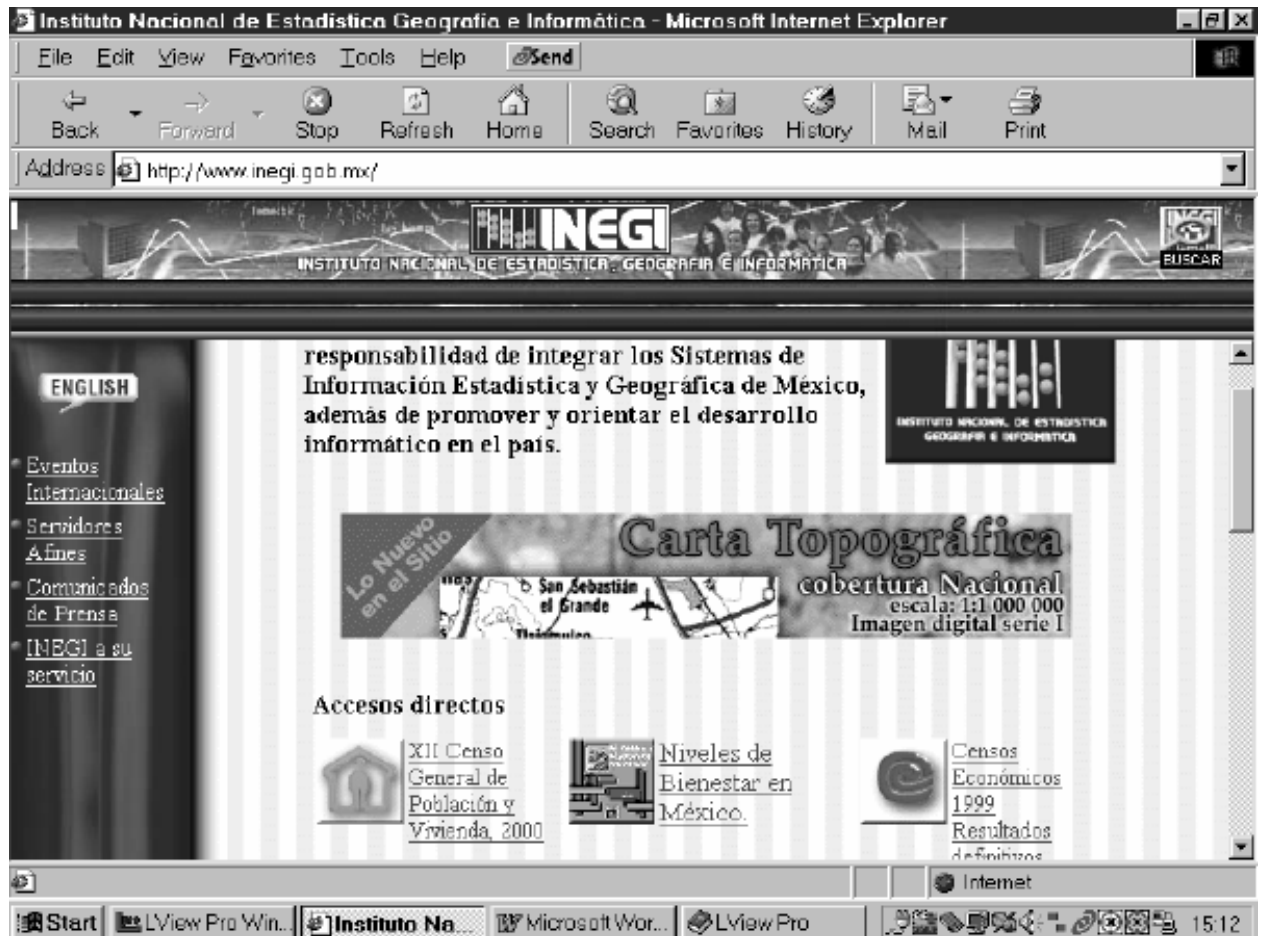 Instituto Nacional de Estadistica Geografia e Informática - Microsoft Internet Explorer
File Edit View Favorites Tools Help Send
Back Forward Stop Refresh Home Search Favorites History Mail Print
Address http://www.inegi.gob.mx/
INEGI
INSTITUTO NACIONAL DE ESTADISTICA, GEOGRAFIA E INFORMATICA
INEGI
BUSCAR
ENGLISH
Eventos
Internacionales
Servidores
Afines
Comunicados
de Prensa
INEGI a su
servicio
responsabilidad de integrar los Sistemas de
Información Estadística y Geográfica de México,
además de promover y orientar el desarrollo
informático en el país.
INSTITUTO NACIONAL DE ESTADISTICA
GEOGRAFIA E INFORMATICA
Lo Nuevo
en el Sitio
San Sebastián
el Grande
Carta Topográfica
cobertura Nacional
escala: 1:1 000 000
Imagen digital serie I
Accesos directos
XII Censo
General de
Población y
Vivienda, 2000
Niveles de
Bienestar en
México.
Censos
Económicos
1999
Resultados
definitivos
Internet
Start LView Pro Win... Instituto Na... Microsoft Wor... LView Pro 15:12